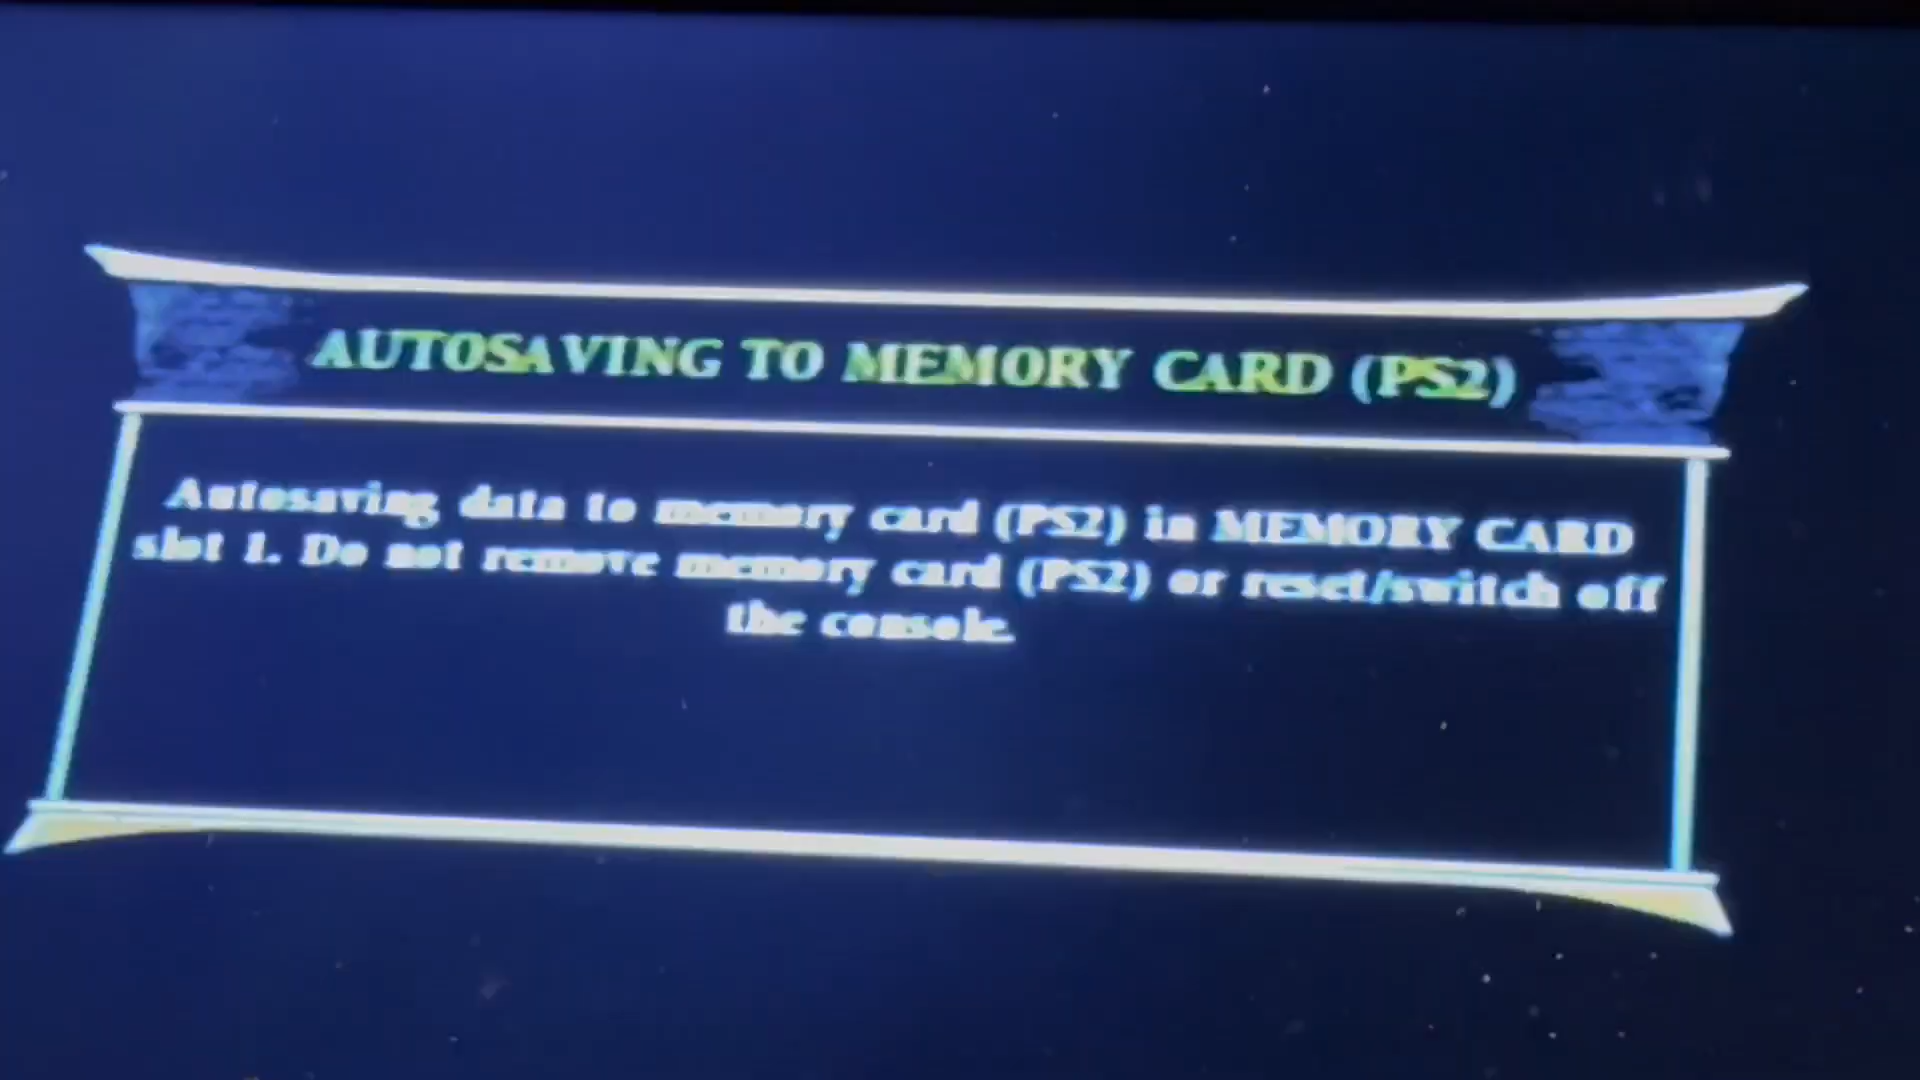 AUTOSAVING TO MEMORY CARD (PS2)
Autosaving data to memory card (PS2) in MEMORY CARD
slot 1. Do not remove memory card (PS2) or reset/switch off
the console.